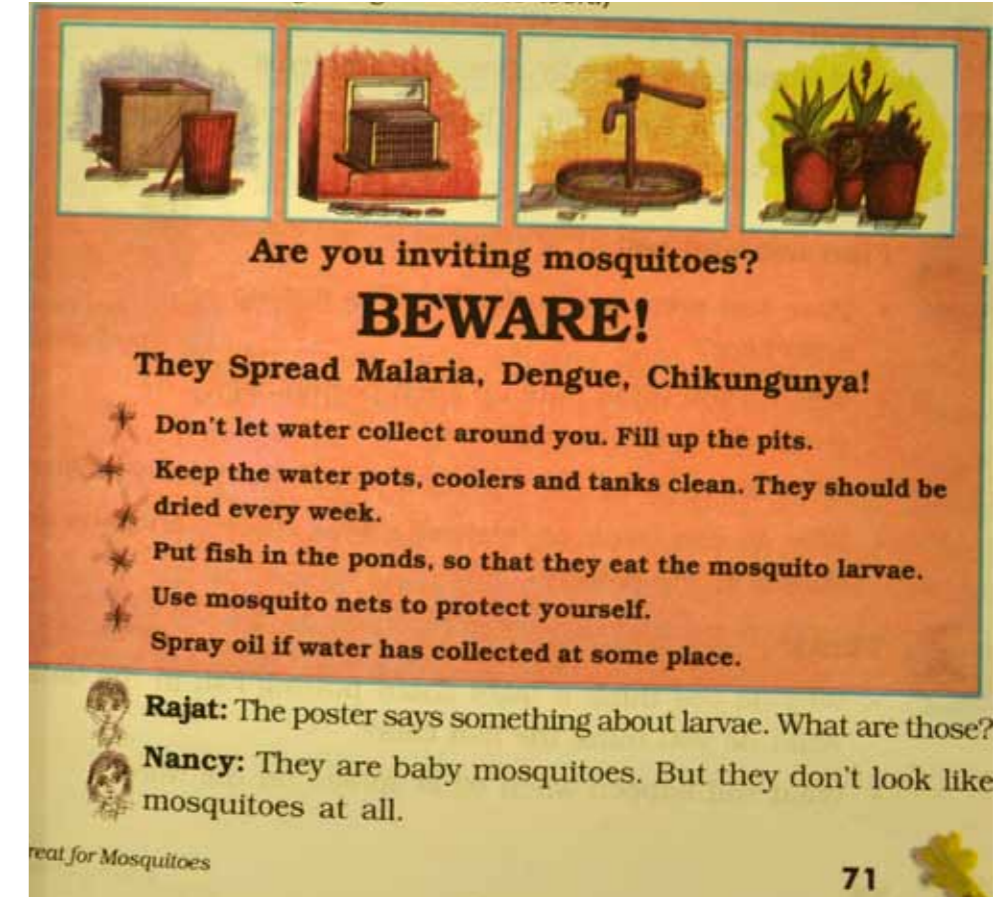 Are you inviting mosquitoes?
BEWARE!
They Spread Malaria, Dengue, Chikungunya!
Don't let water collect around you. Fill up the pits.
Keep the water pots, coolers and tanks clean. They should be
dried every week.
Put fish in the ponds, so that they eat the mosquito larvae.
Use mosquito nets to protect yourself.
Spray oil if water has collected at some place.
Rajat: The poster says something about larvae. What are those?
Nancy: They are baby mosquitoes. But they don't look like
mosquitoes at all.
for Mosquitoes
71